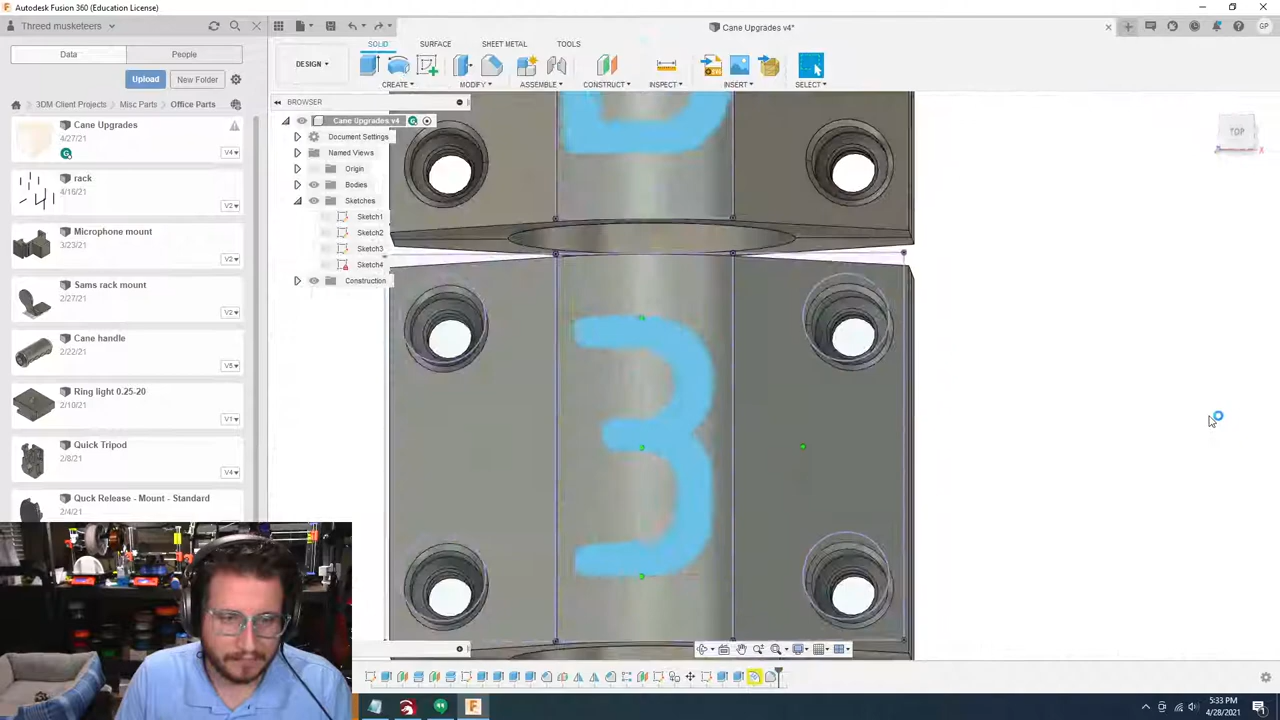 Autodesk Fusion 360 (Education License)
Threed musketeers
Cane Upgrades v4*
GP
Data
People
SOLID
SURFACE
SHEET METAL
TOOLS
DESIGN
Upload
New Folder
CREATE
MODIFY
ASSEMBLE
CONSTRUCT
INSPECT
INSERT
SELECT
3DM Client Projects
Misc Parts
Office Parts
BROWSER
Cane Upgrades
4/27/21
V4
Cane Upgrades v4
Document Settings
Named Views
Origin
Bodies
Sketches
Sketch1
Sketch2
Sketch3
Sketch4
Construction
rack
4/16/21
V2
Microphone mount
3/23/21
V2
Sams rack mount
2/27/21
V2
Cane handle
2/22/21
V5
Ring light 0.25-20
2/10/21
V1
Quick Tripod
2/8/21
V4
Quck Release - Mount - Standard
2/4/21
TOP
X
3
5:33 PM
4/28/2021